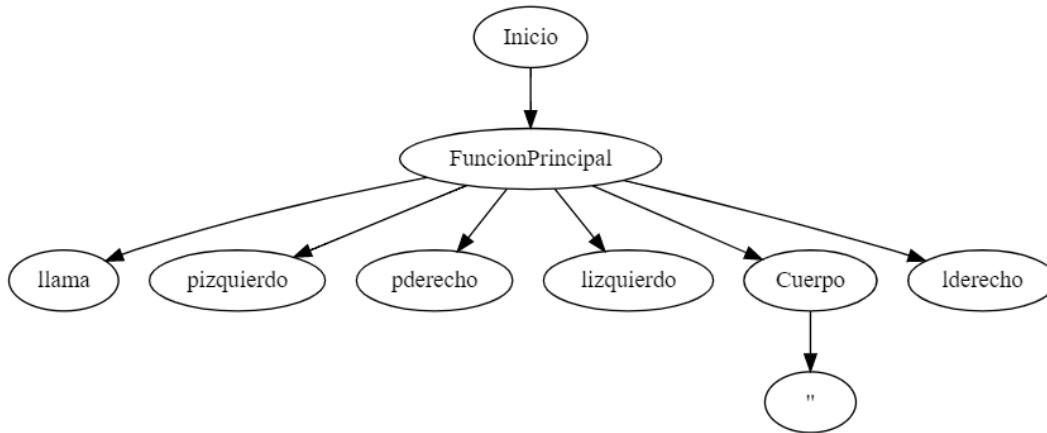 Inicio
FuncionPrincipal
llama pizquierdo pderecho lizquierdo Cuerpo lderecho
''